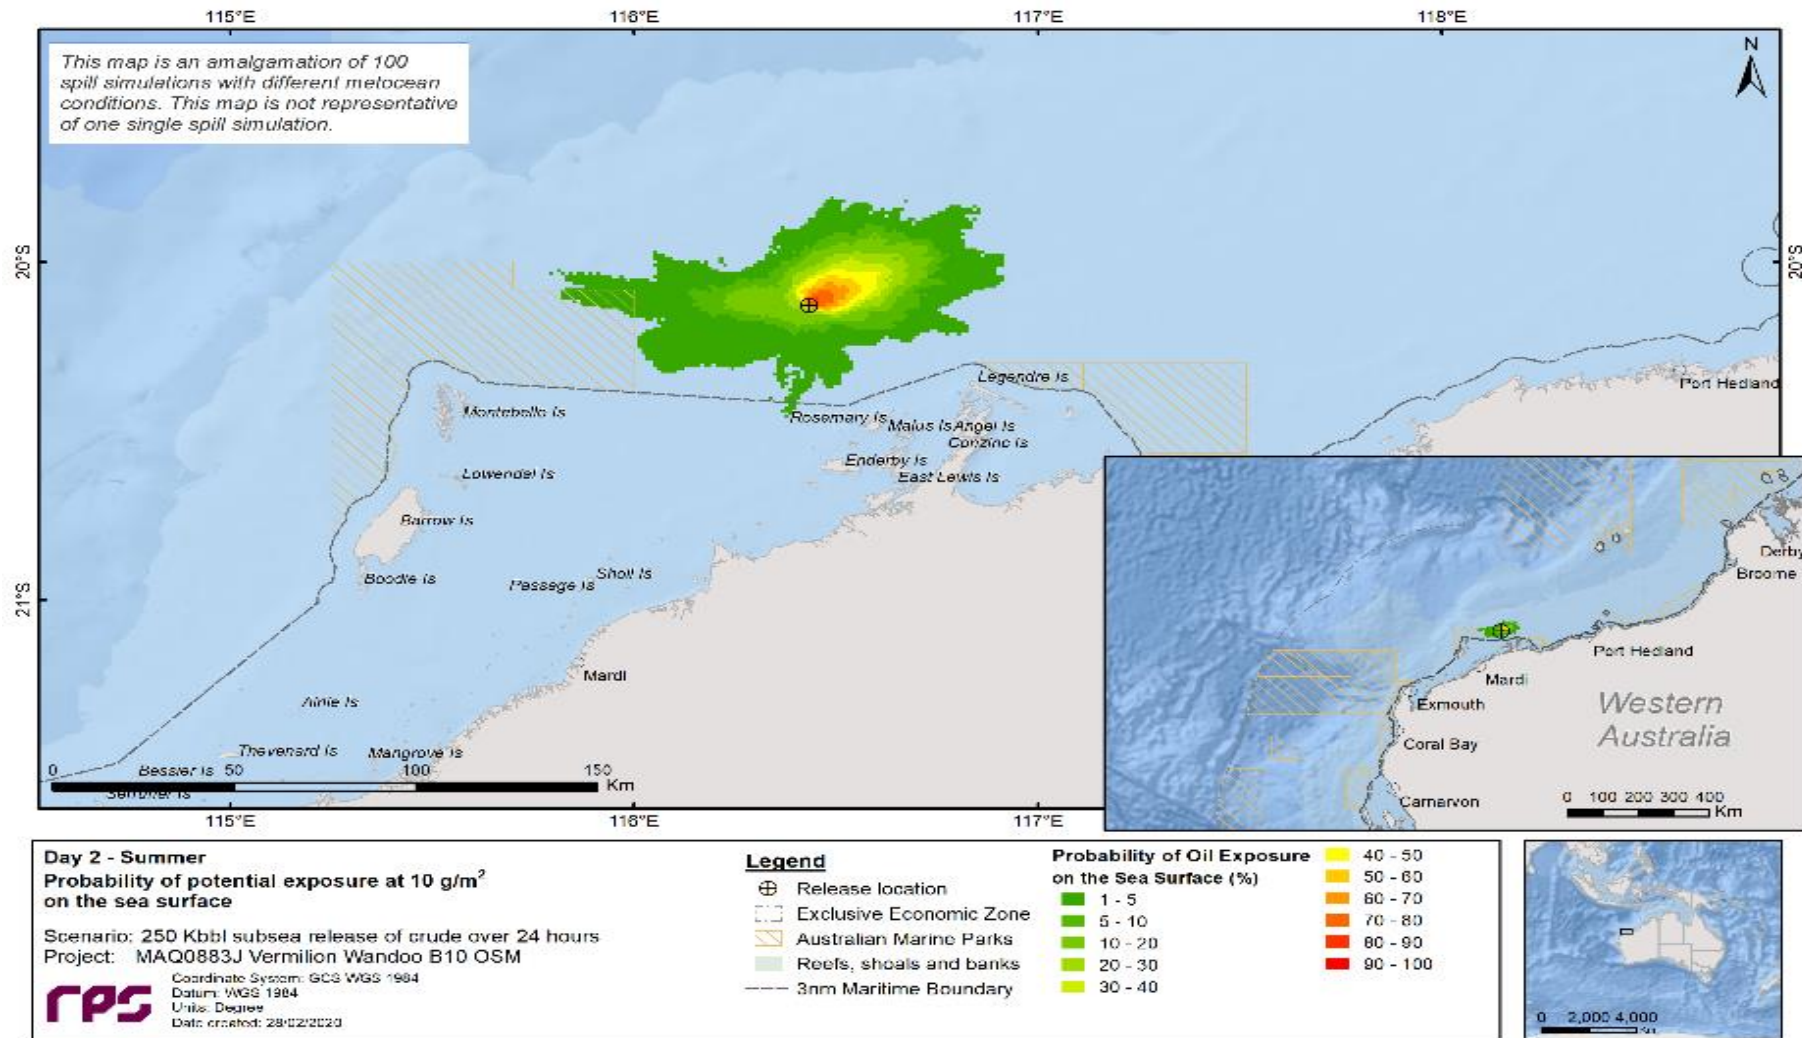 115°E
116°E
117°E
118°E
This map is an amalgamation of 100
spill simulations with different metocean
conditions. This map is not representative
of one single spill simulation.
N
20°S
20°S
Legendre Is
Port Hedland
Montebello Is
Rosemary Is
Malus Is
Angel Is
Conzinc Is
Enderby Is
East Lewis Is
Lowendal Is
Barrow Is
Boodie Is
Passage Is
Sholl Is
21°S
Mardi
Airlie Is
Thevenard Is
Mangrove Is
Bessier Is
0 50 100 150
Km
Derby
Broome
Port Hedland
Mardi
Exmouth
Western
Australia
Coral Bay
Carnarvon
0 100 200 300 400
Km
115°E
116°E
117°E
Day 2 - Summer
Probability of potential exposure at 10 g/m²
on the sea surface
Scenario: 250 Kbbl subsea release of crude over 24 hours
Project: MAQ0883J Vermilion Wandoo B10 OSM
rps
Coordinate System: GCS WGS 1984
Datum: WGS 1984
Units: Degree
Date created: 28/02/2020
Legend
Release location
Exclusive Economic Zone
Australian Marine Parks
Reefs, shoals and banks
3nm Maritime Boundary
Probability of Oil Exposure
on the Sea Surface (%)
1 - 5
5 - 10
10 - 20
20 - 30
30 - 40
40 - 50
50 - 60
60 - 70
70 - 80
80 - 90
90 - 100
0 2,000 4,000